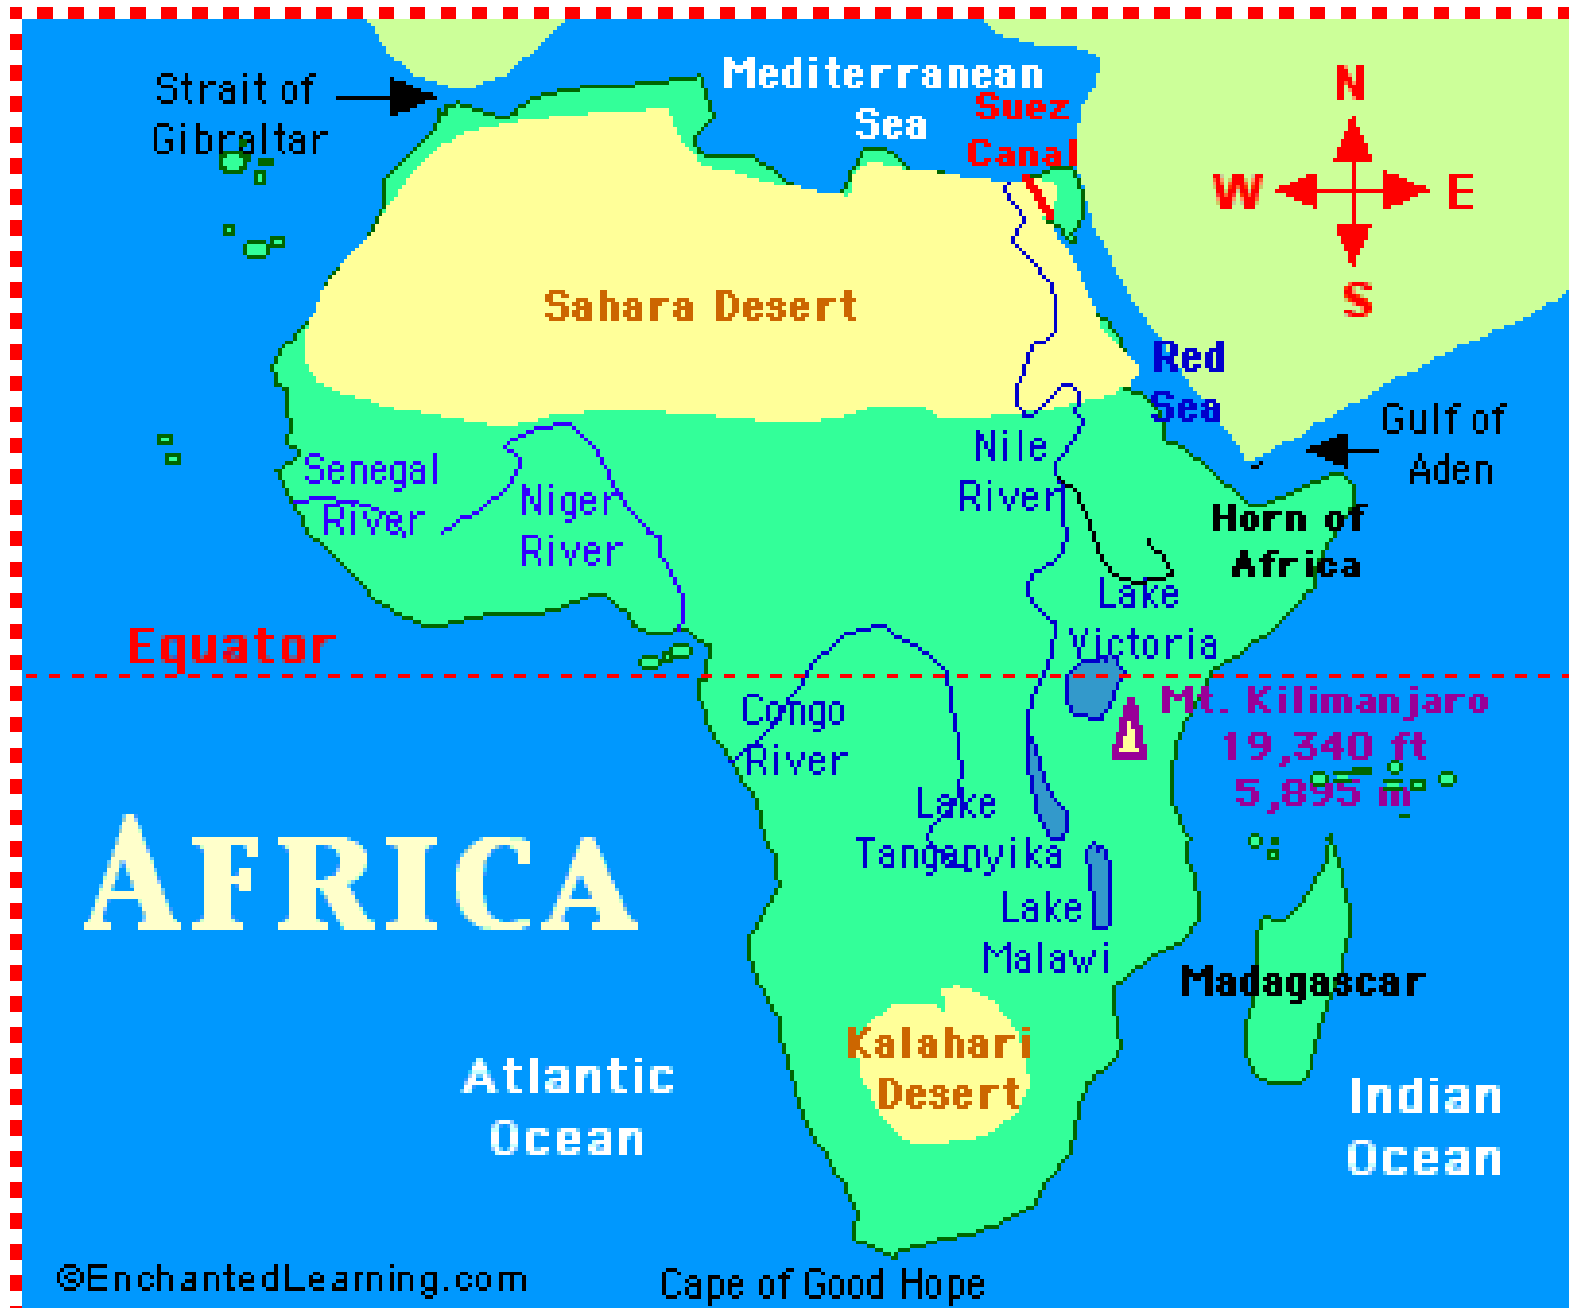 Strait of
Gibraltar
Mediterranean
Sea
Suez
Canal
N
W
E
S
Sahara Desert
Red
Sea
Gulf of
Aden
Nile
River
Senegal
River
Niger
River
Horn of
Africa
Lake
Victoria
Equator
Mt. Kilimanjaro
19,340 ft
5,895 m
Congo
River
Lake
Tanganyika
AFRICA
Lake
Malawi
Madagascar
Kalahari
Desert
Atlantic
Ocean
Indian
Ocean
©EnchantedLearning.com
Cape of Good Hope